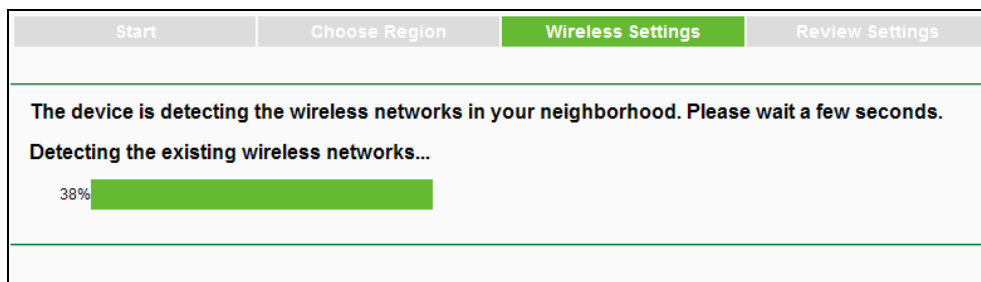 Start Choose Region Wireless Settings Review Settings
The device is detecting the wireless networks in your neighborhood. Please wait a few seconds.
Detecting the existing wireless networks...
38%